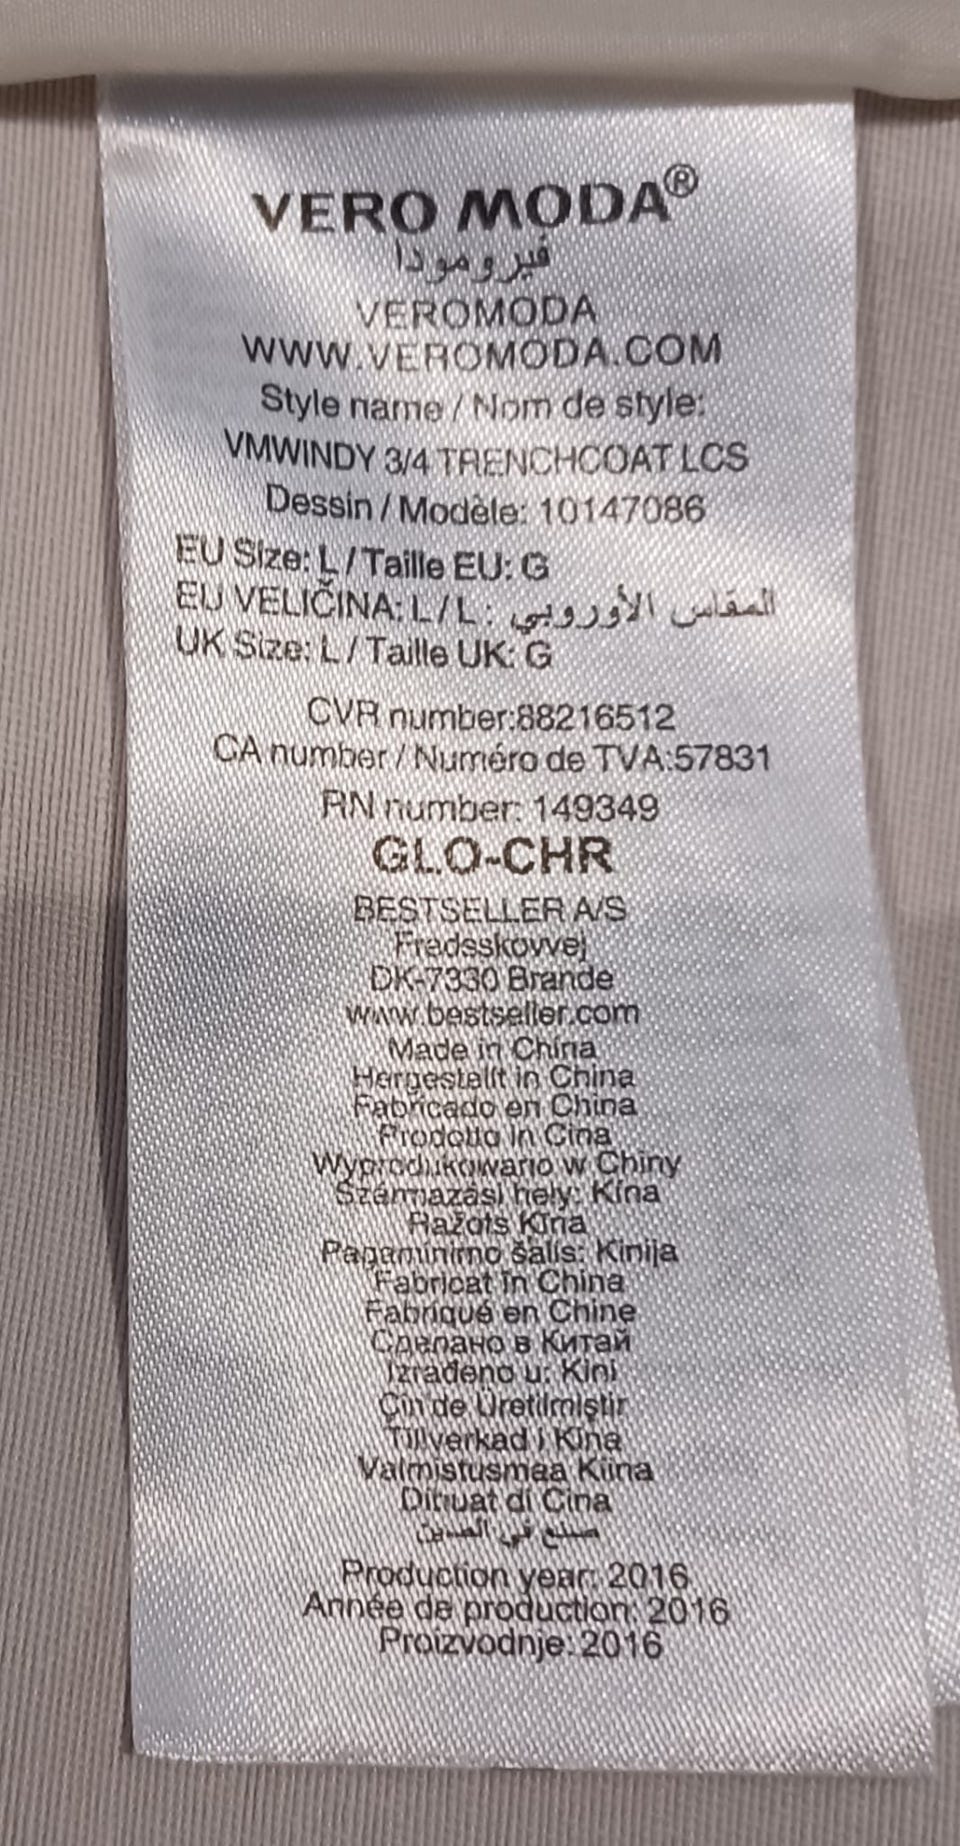 VERO MODA®
فيرومودا
VEROMODA
WWW.VEROMODA.COM
Style name / Nom de style:
VMWINDY 3/4 TRENCHCOAT LCS
Dessin / Modèle: 10147086
EU Size: L / Taille EU: G
EU VELIČINA: L / L : المقاس الأوروبي
UK Size: L / Taille UK: G
CVR number:88216512
CA number / Numéro de TVA:57831
RN number: 149349
GLO-CHR
BESTSELLER A/S
Fredsskovvej
DK-7330 Brande
www.bestseller.com
Made in China
Hergestellt in China
Fabricado en China
Prodotto in Cina
Wyprodukowano w Chiny
Származási hely: Kína
Ražots Ķīna
Pagaminimo šalis: Kinija
Fabricat în China
Fabriqué en Chine
Сделано в Китай
Izrađeno u: Kini
Çin de Üretilmiştir
Tillverkad i Kina
Valmistusmaa Kiina
Dibuat di Cina
صنع في الصين
Production year: 2016
Année de production: 2016
Proizvodnje: 2016